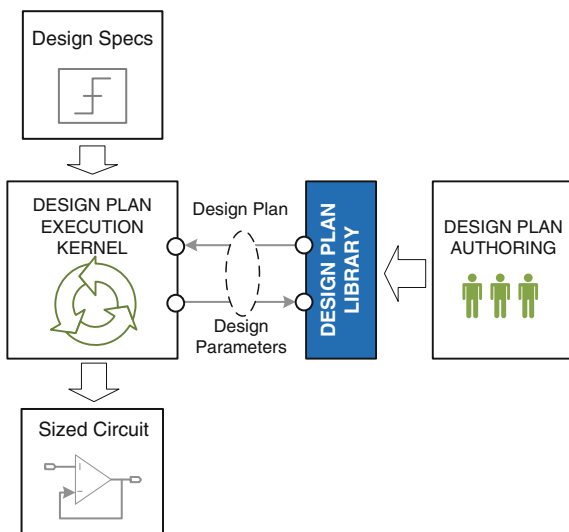 Design Specs
DESIGN PLAN
EXECUTION
KERNEL
Design Plan
Design
Parameters
DESIGN PLAN
LIBRARY
DESIGN PLAN
AUTHORING
Sized Circuit